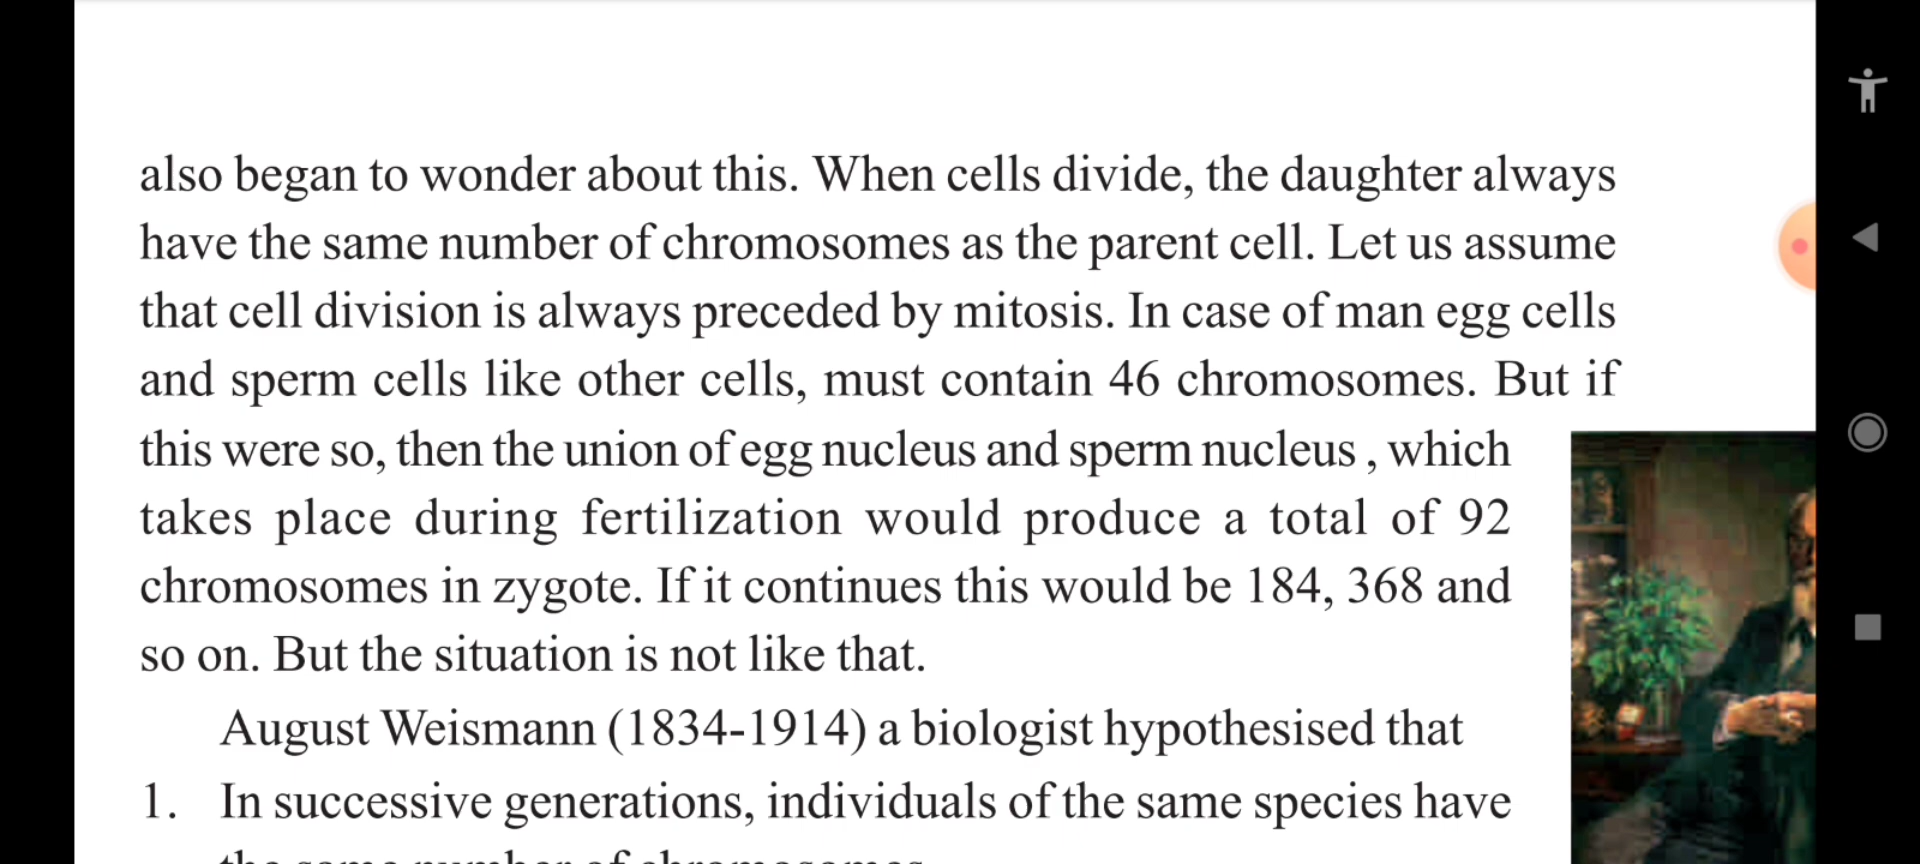 also began to wonder about this. When cells divide, the daughter always
have the same number of chromosomes as the parent cell. Let us assume
that cell division is always preceded by mitosis. In case of man egg cells
and sperm cells like other cells, must contain 46 chromosomes. But if
this were so, then the union of egg nucleus and sperm nucleus , which
takes place during fertilization would produce a total of 92
chromosomes in zygote. If it continues this would be 184, 368 and
so on. But the situation is not like that.
August Weismann (1834-1914) a biologist hypothesised that
1. In successive generations, individuals of the same species have
the same number of chromosomes